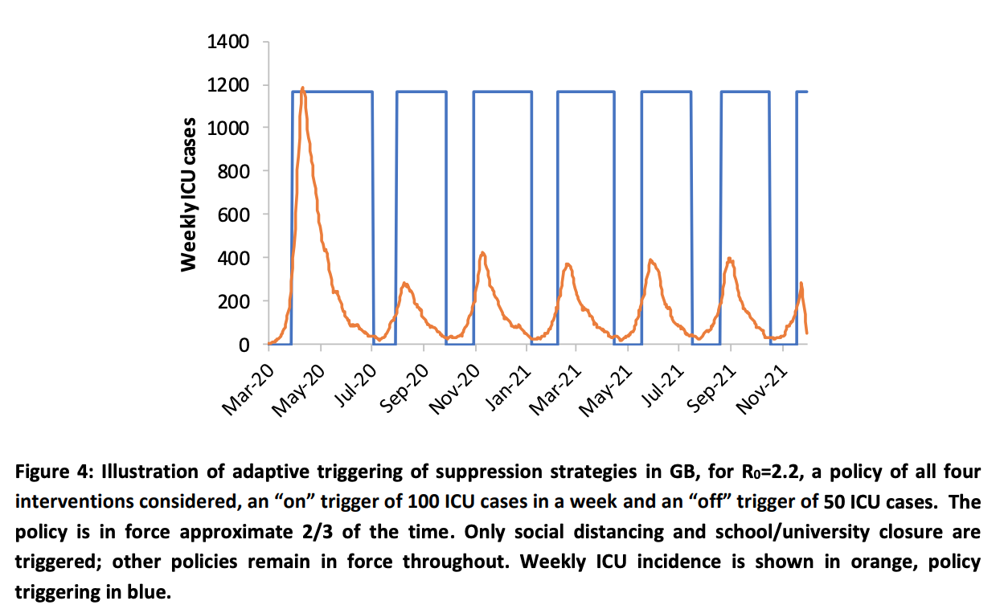 1400
1200
1000
800
600
400
200
0
Weekly ICU cases
Mar-20
May-20
Jul-20
Sep-20
Nov-20
Jan-21
Mar-21
May-21
Jul-21
Sep-21
Nov-21
Figure 4: Illustration of adaptive triggering of suppression strategies in GB, for R₀=2.2, a policy of all four
interventions considered, an “on” trigger of 100 ICU cases in a week and an “off” trigger of 50 ICU cases. The
policy is in force approximate 2/3 of the time. Only social distancing and school/university closure are
triggered; other policies remain in force throughout. Weekly ICU incidence is shown in orange, policy
triggering in blue.